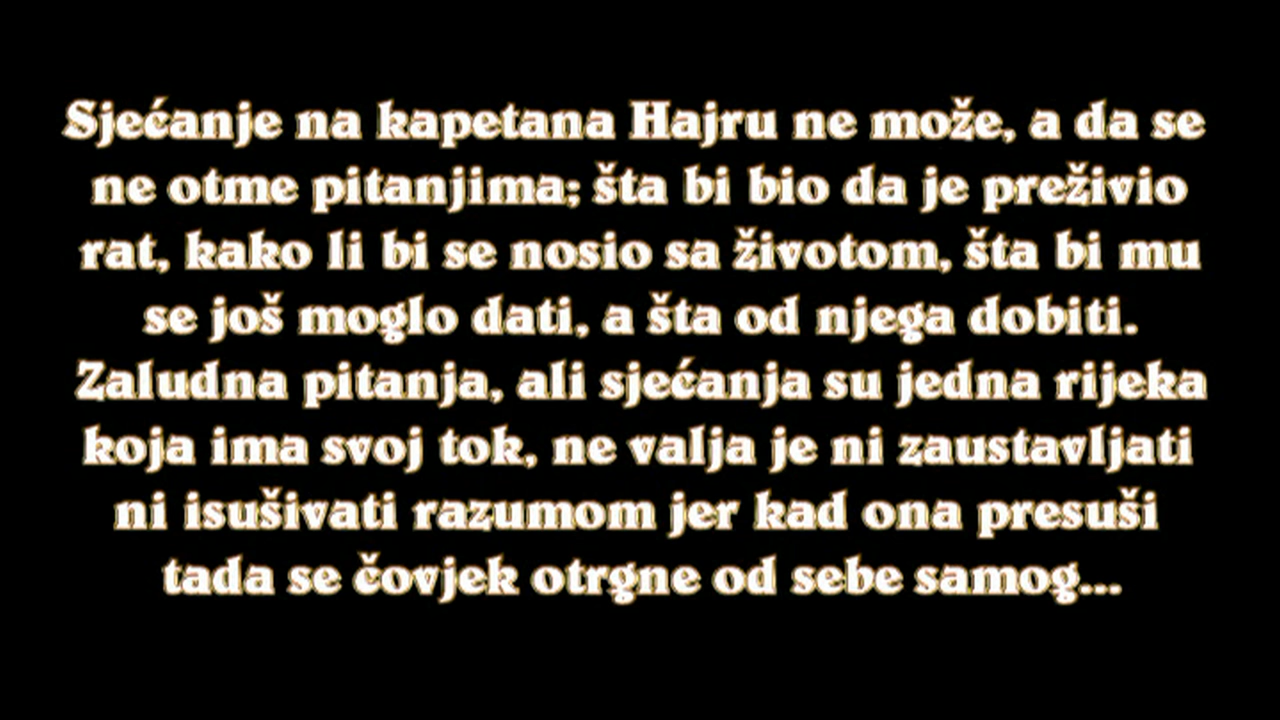 Sjećanje na kapetana Hajru ne može, a da se
ne otme pitanjima; šta bi bio da je preživio
rat, kako li bi se nosio sa životom, šta bi mu
se još moglo dati, a šta od njega dobiti.
Zaludna pitanja, ali sjećanja su jedna rijeka
koja ima svoj tok, ne valja je ni zaustavljati
ni isušivati razumom jer kad ona presuši
tada se čovjek otrgne od sebe samog...